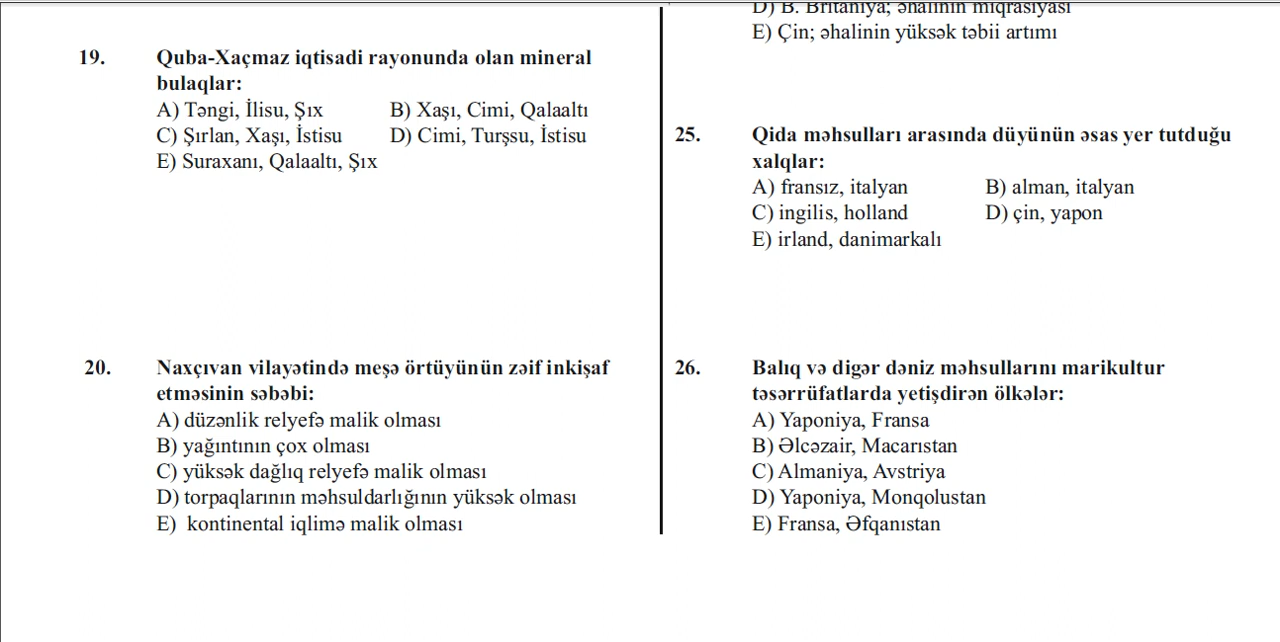 19. Quba-Xaçmaz iqtisadi rayonunda olan mineral
bulaqlar:
A) Təngi, İlisu, Şıx B) Xaşı, Cimi, Qalaaltı
C) Şırlan, Xaşı, İstisu D) Cimi, Turşsu, İstisu
E) Suraxanı, Qalaaltı, Şıx
20. Naxçıvan vilayətində meşə örtüyünün zəif inkişaf
etməsinin səbəbi:
A) düzənlik relyefə malik olması
B) yağıntının çox olması
C) yüksək dağlıq relyefə malik olması
D) torpaqlarının məhsuldarlığının yüksək olması
E) kontinental iqlimə malik olması
D) B. Britaniya; əhalinin miqrasiyası
E) Çin; əhalinin yüksək təbii artımı
25. Qida məhsulları arasında düyünün əsas yer tutduğu
xalqlar:
A) fransız, italyan B) alman, italyan
C) ingilis, holland D) çin, yapon
E) irland, danimarkalı
26. Balıq və digər dəniz məhsullarını marikultur
təsərrüfatlarda yetişdirən ölkələr:
A) Yaponiya, Fransa
B) Əlcəzair, Macarıstan
C) Almaniya, Avstriya
D) Yaponiya, Monqolustan
E) Fransa, Əfqanıstan